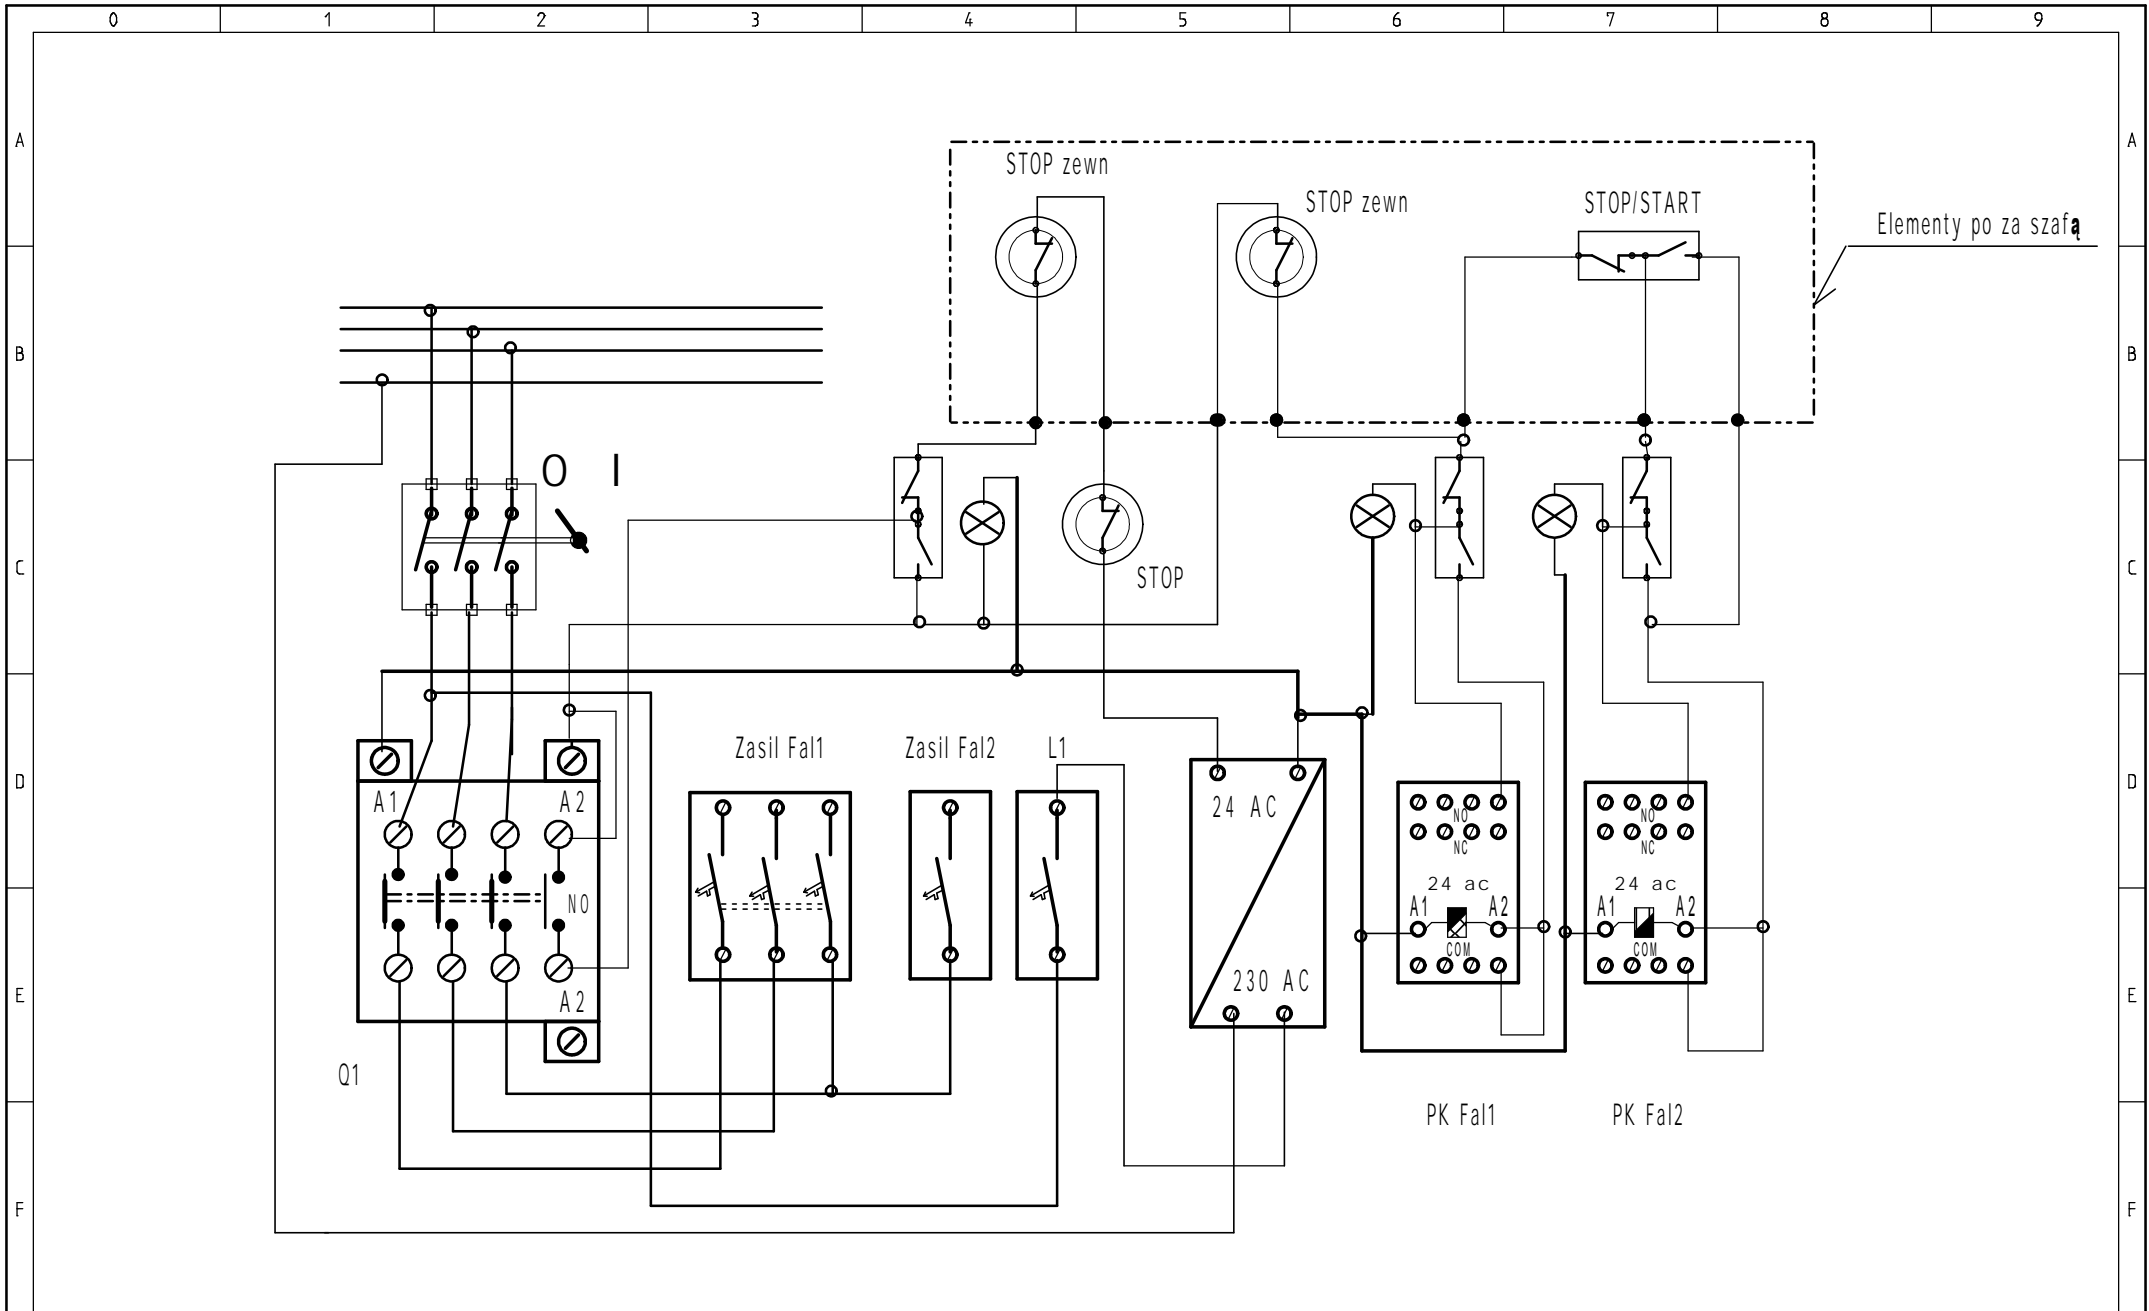 0 1 2 3 4 5 6 7 8 9
A A
STOP zewn
STOP zewn
STOP/START
Elementy po za szafą
B B
O I
C C
STOP
Zasil Fal1
Zasil Fal2
L1
D D
A1
A2
24 AC
NO
NC
NO
NC
24 ac
24 ac
NO
A1
A2
A1
A2
COM
COM
230 AC
E E
A2
Q1
PK Fal1
PK Fal2
F F